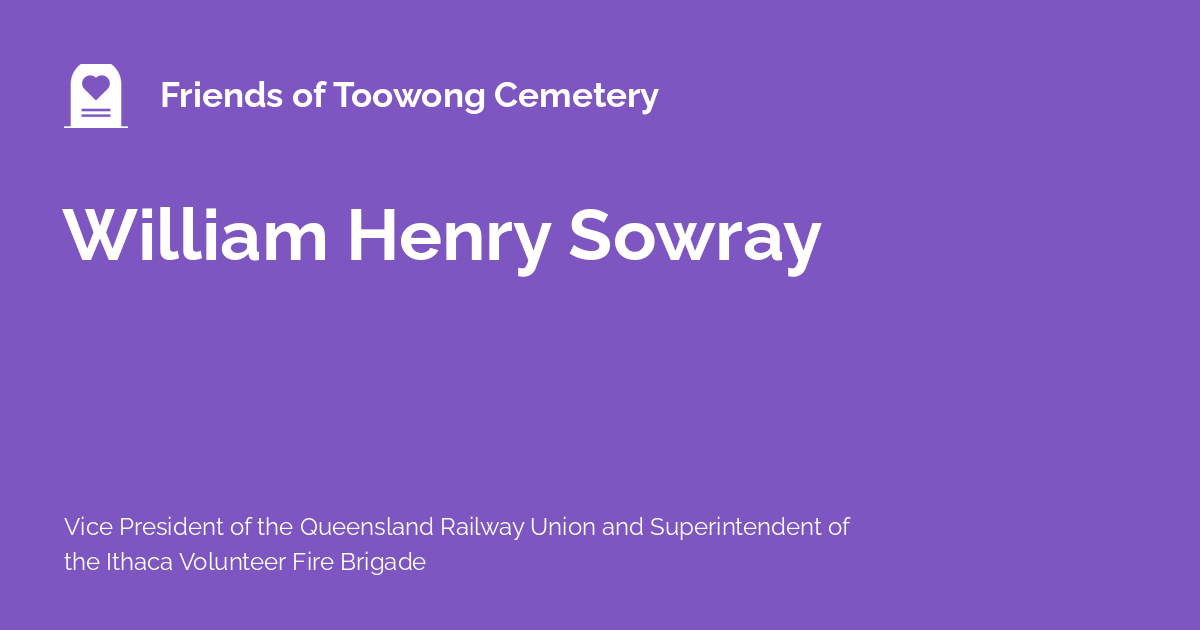 Friends of Toowong Cemetery
William Henry Sowray
Vice President of the Queensland Railway Union and Superintendent of
the Ithaca Volunteer Fire Brigade